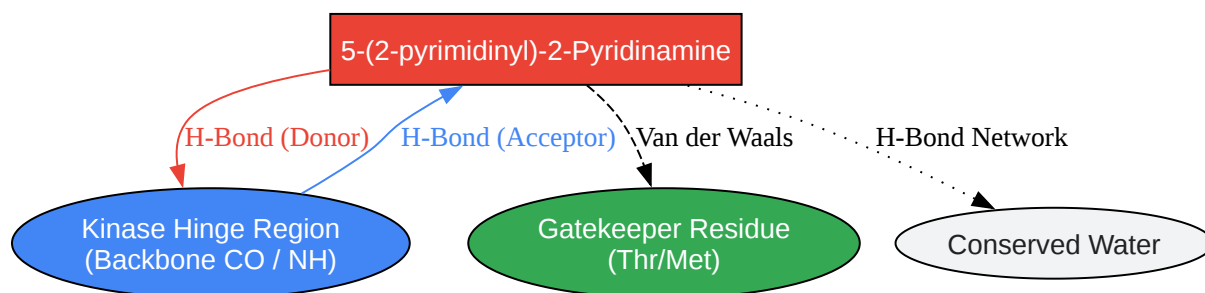 5-(2-pyrimidinyl)-2-Pyridinamine
H-Bond (Donor)
H-Bond (Acceptor)
Van der Waals
H-Bond Network
Kinase Hinge Region
(Backbone CO / NH)
Gatekeeper Residue
(Thr/Met)
Conserved Water